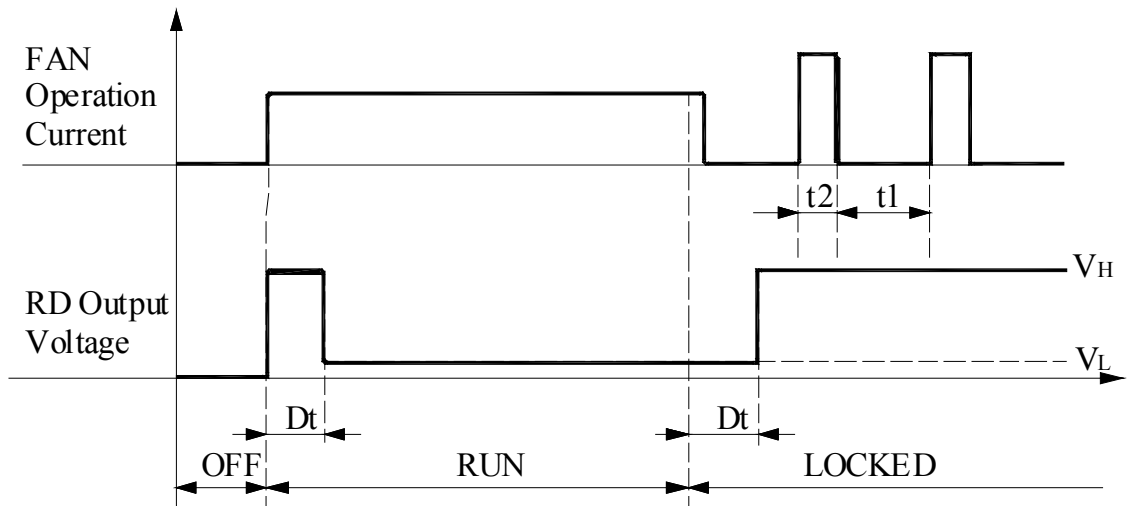 FAN
Operation
Current
t2
t1
VH
RD Output
Voltage
VL
Dt
Dt
OFF
RUN
LOCKED